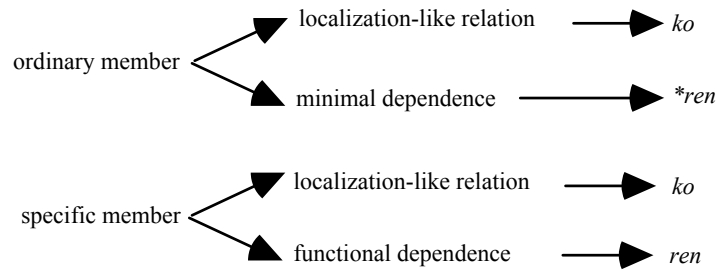 localization-like relation ko
ordinary member
minimal dependence *ren
localization-like relation ko
specific member
functional dependence ren